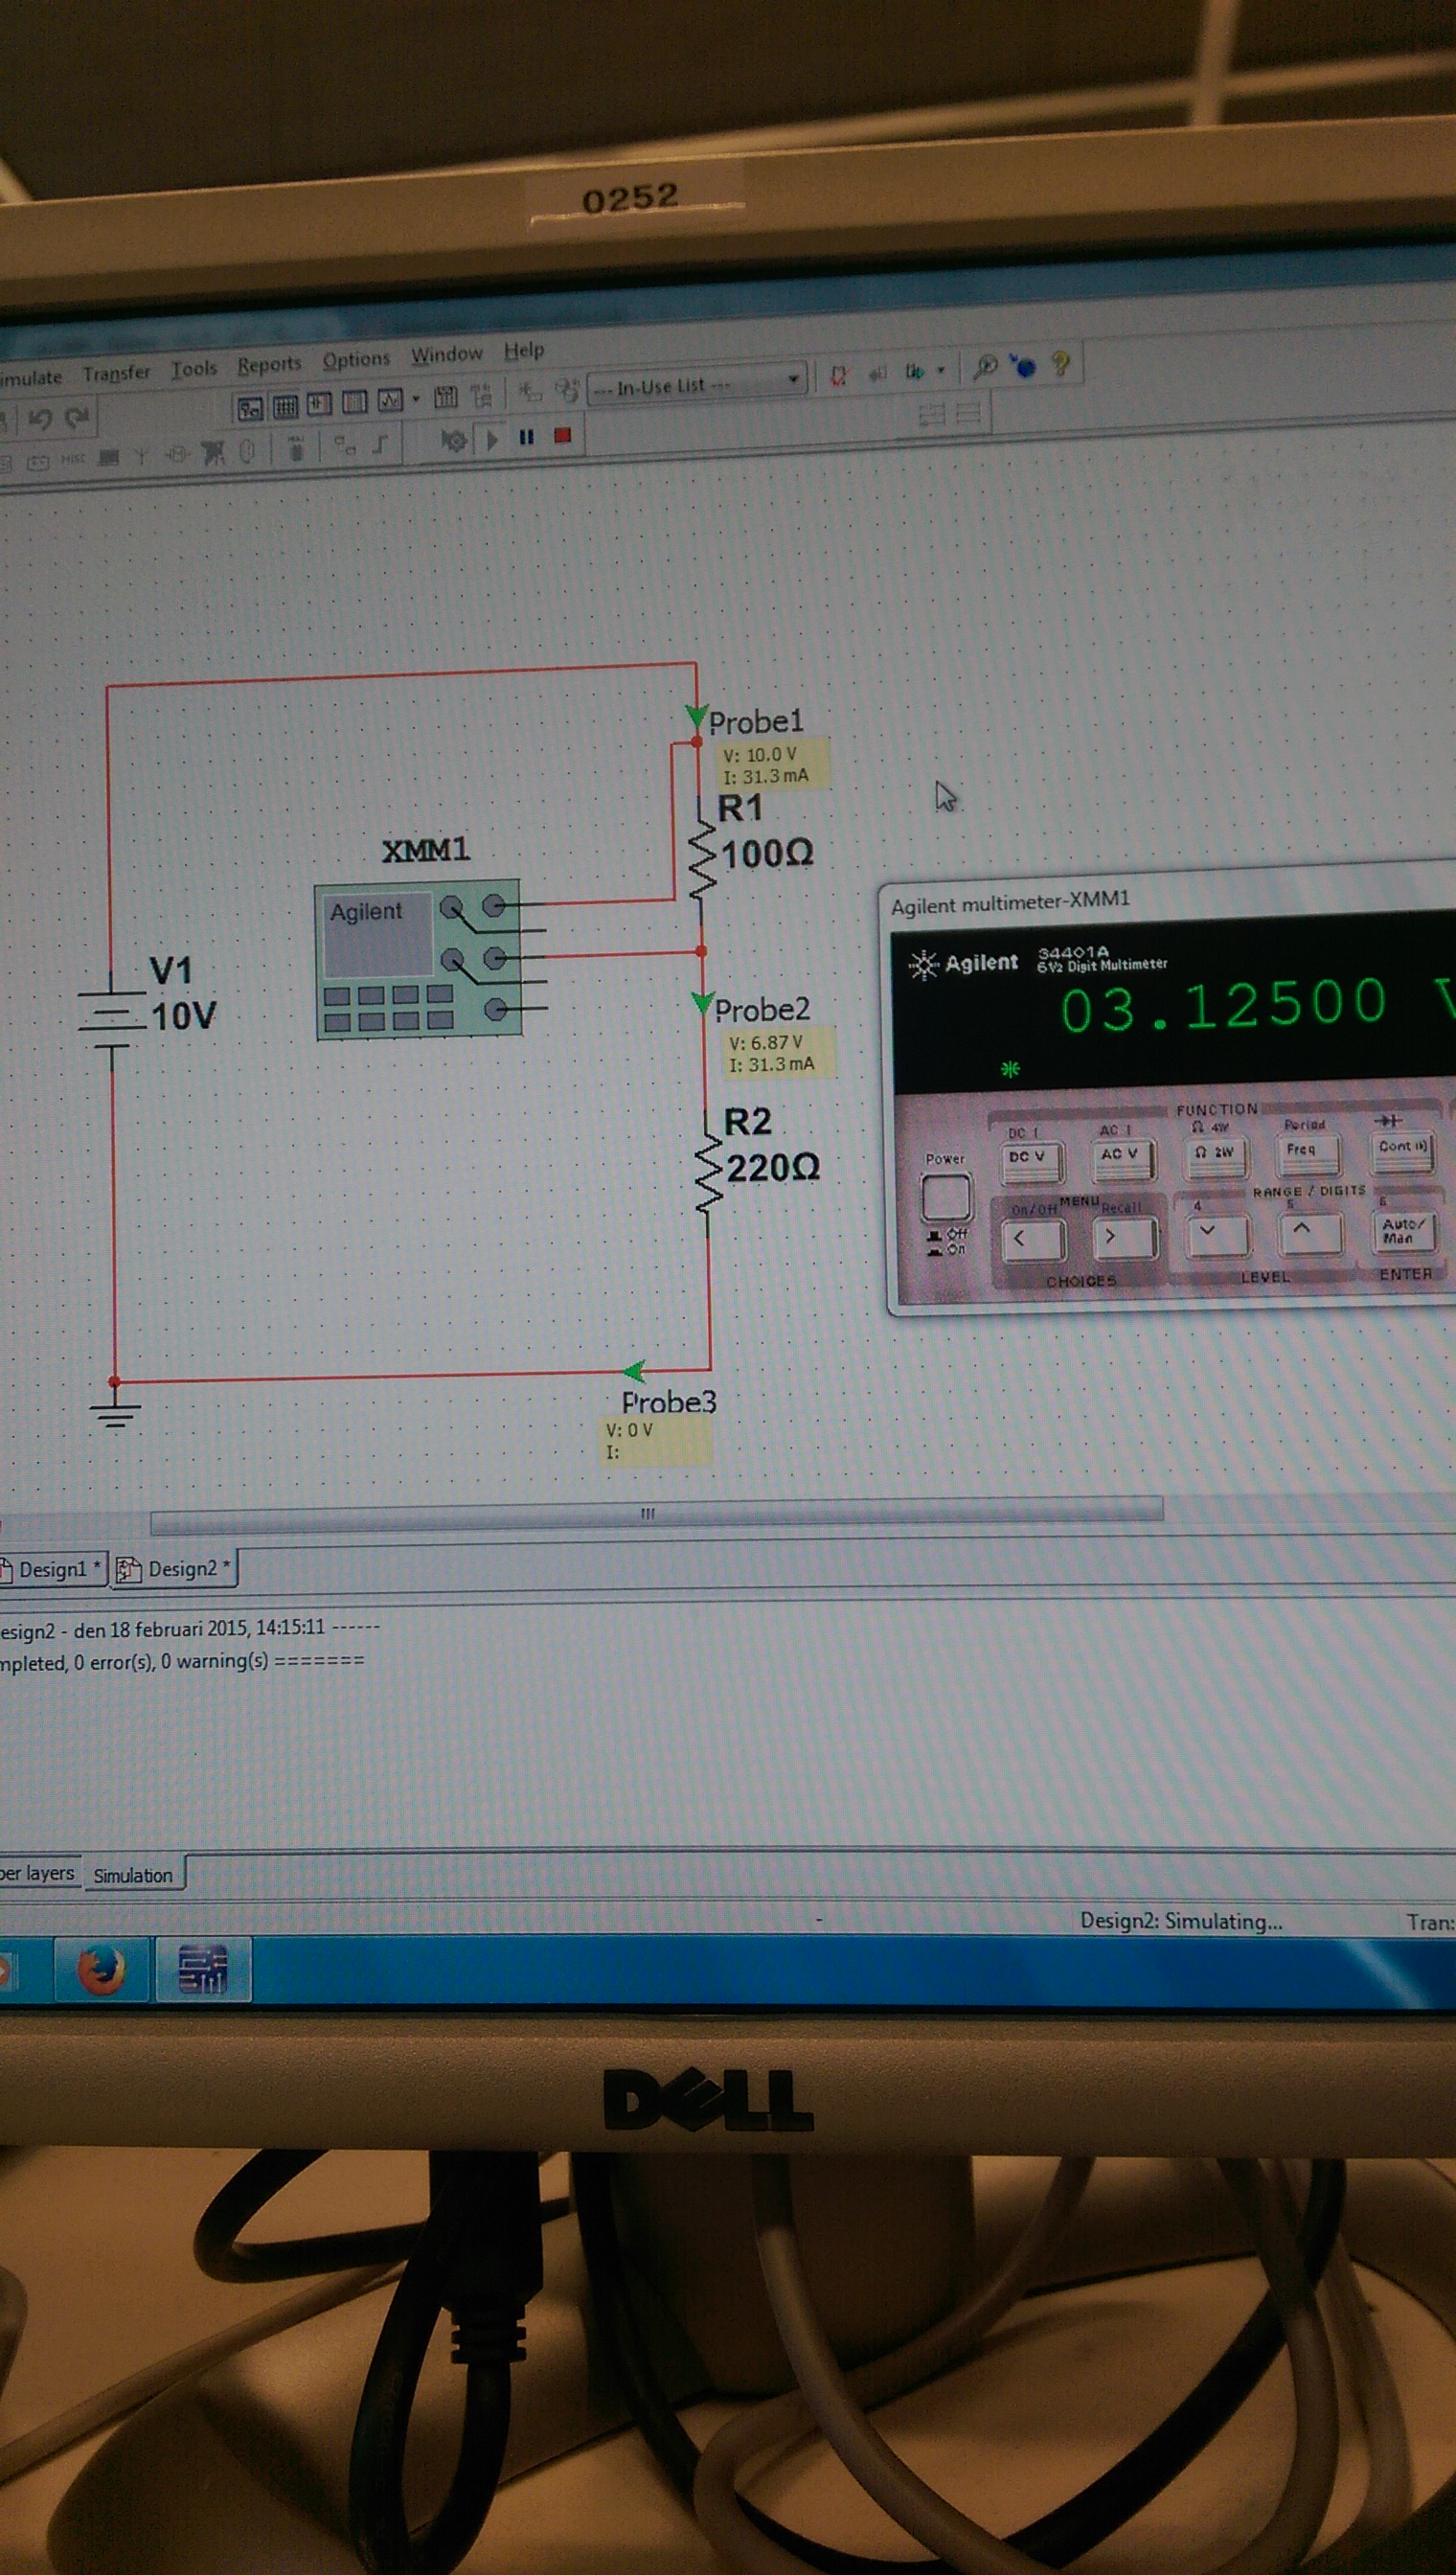 0252
Transfer Tools Reports Options Window Help
--- In-Use List ---
MISC
Probe1
V: 10.0 V
I: 31.3 mA
R1
100Ω
XMM1
Agilent
V1
10V
Probe2
V: 6.87 V
I: 31.3 mA
R2
220Ω
Probe3
V: 0 V
I:
Agilent multimeter-XMM1
Agilent 34401A
6½ Digit Multimeter
03.12500 V
FUNCTION
DC I AC I Ω 4W Period
Power DC V AC V Ω 2W Freq Cont
RANGE / DIGITS
On/Off MENU Recall 4 5 6
< > Auto/
Man
Off
On
CHOICES LEVEL ENTER
Design1 * Design2 *
esign2 - den 18 februari 2015, 14:15:11 ------
mpleted, 0 error(s), 0 warning(s) =======
per layers Simulation
- Design2: Simulating... Tran:
DELL